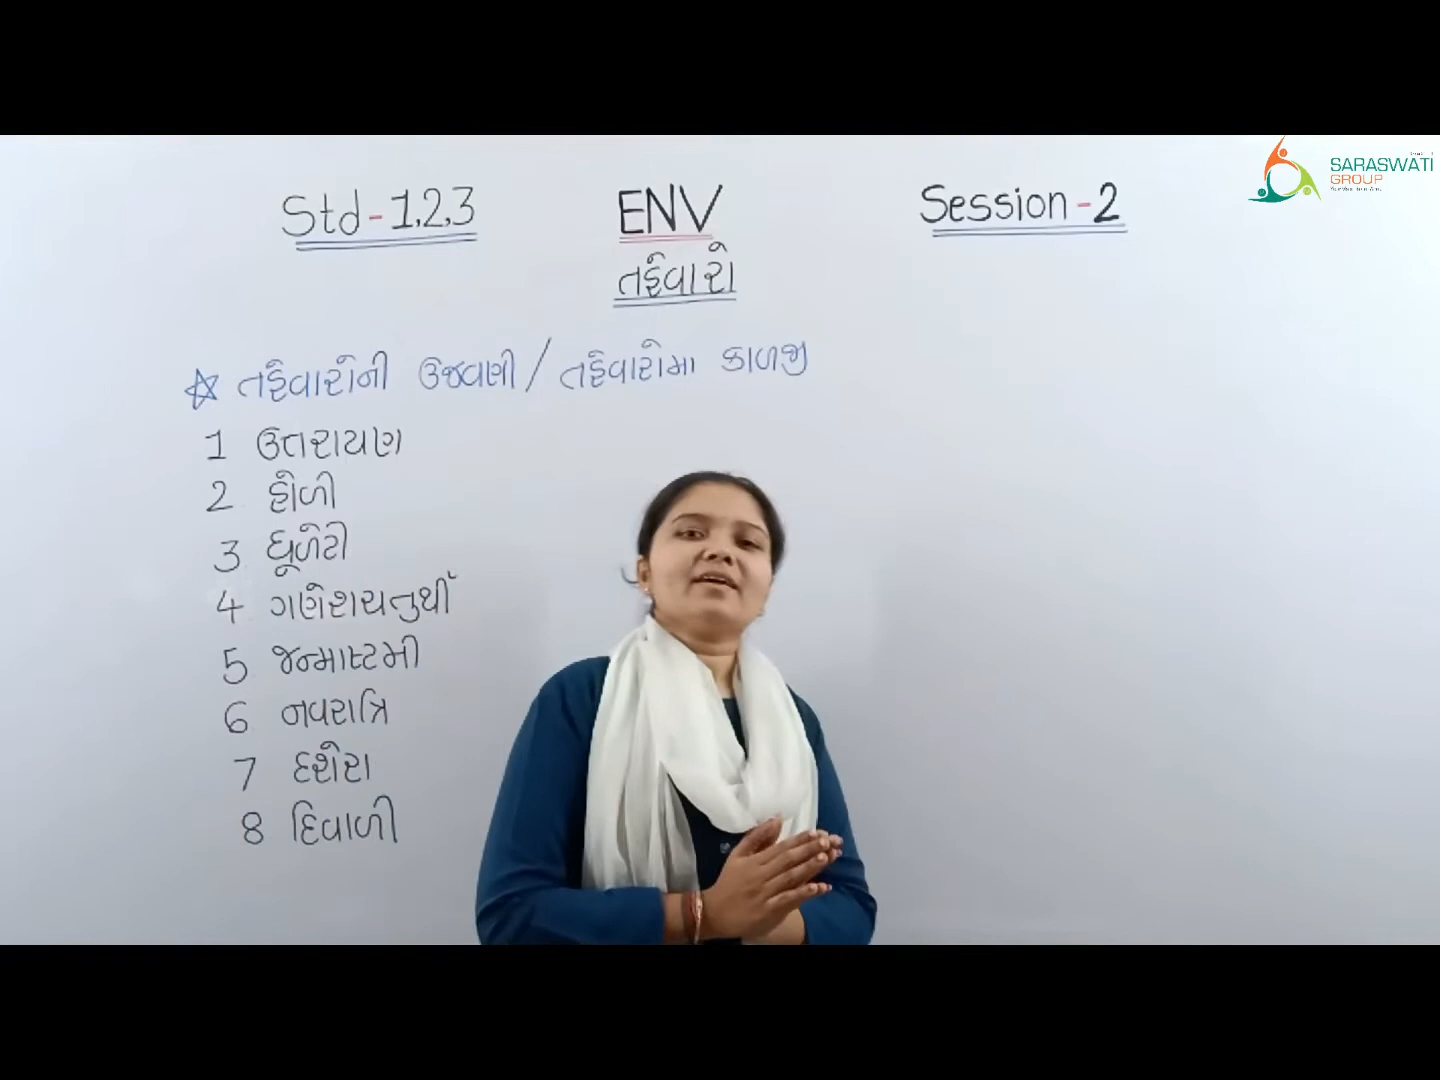 Std-1,2,3
ENV
Session-2
તહેવારો
તહેવારોની ઉજવણી / તહેવારોમા કાળજી
1 ઉતરાયણ
2 હોળી
3 ધૂળેટી
4 ગણેશચતુર્થી
5 જન્માષ્ટમી
6 નવરાત્રિ
7 દશેરા
8 દિવાળી
SARASWATI
GROUP